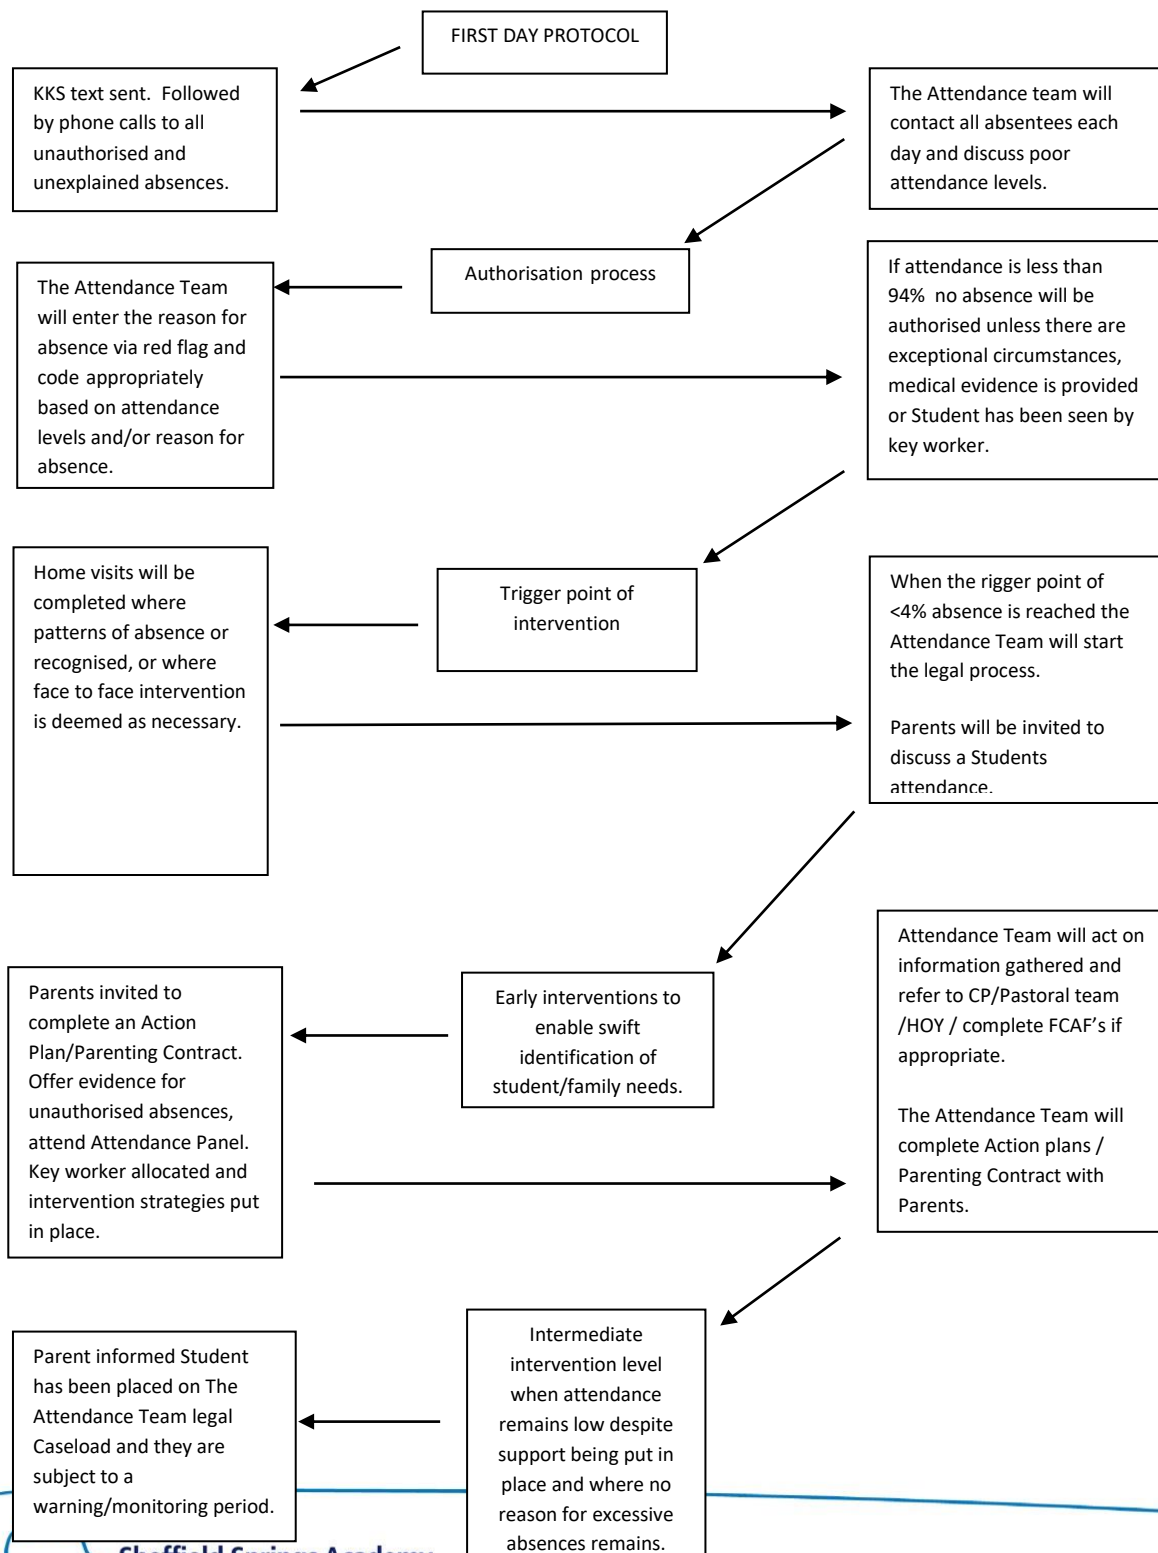 FIRST DAY PROTOCOL
KKS text sent.  Followed
by phone calls to all
unauthorised and
unexplained absences.
The Attendance team will
contact all absentees each
day and discuss poor
attendance levels.
Authorisation process
The Attendance Team
will enter the reason for
absence via red flag and
code appropriately
based on attendance
levels and/or reason for
absence.
If attendance is less than
94%  no absence will be
authorised unless there are
exceptional circumstances,
medical evidence is provided
or Student has been seen by
key worker.
Trigger point of
intervention
Home visits will be
completed where
patterns of absence or
recognised, or where
face to face intervention
is deemed as necessary.
When the rigger point of
<4% absence is reached the
Attendance Team will start
the legal process.
Parents will be invited to
discuss a Students
attendance.
Early interventions to
enable swift
identification of
student/family needs.
Parents invited to
complete an Action
Plan/Parenting Contract.
Offer evidence for
unauthorised absences,
attend Attendance Panel.
Key worker allocated and
intervention strategies put
in place.
Attendance Team will act on
information gathered and
refer to CP/Pastoral team
/HOY / complete FCAF’s if
appropriate.
The Attendance Team will
complete Action plans /
Parenting Contract with
Parents.
Intermediate
intervention level
when attendance
remains low despite
support being put in
place and where no
reason for excessive
absences remains.
Parent informed Student
has been placed on The
Attendance Team legal
Caseload and they are
subject to a
warning/monitoring period.
Sheffield Springs Academy